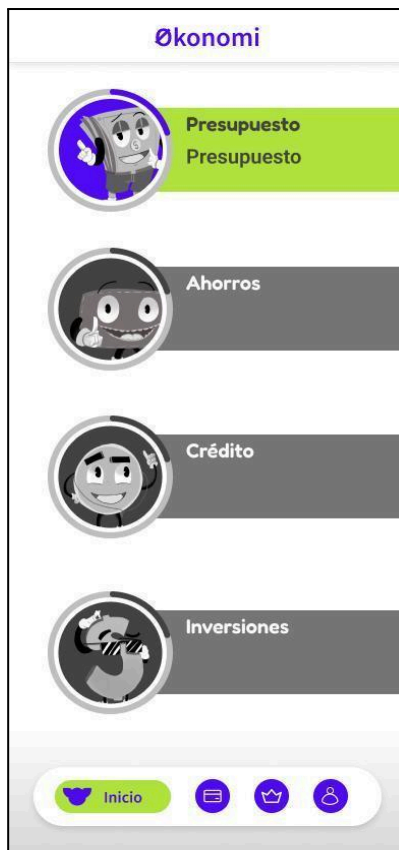 Økonomi
Presupuesto
Presupuesto
Ahorros
Crédito
Inversiones
Inicio